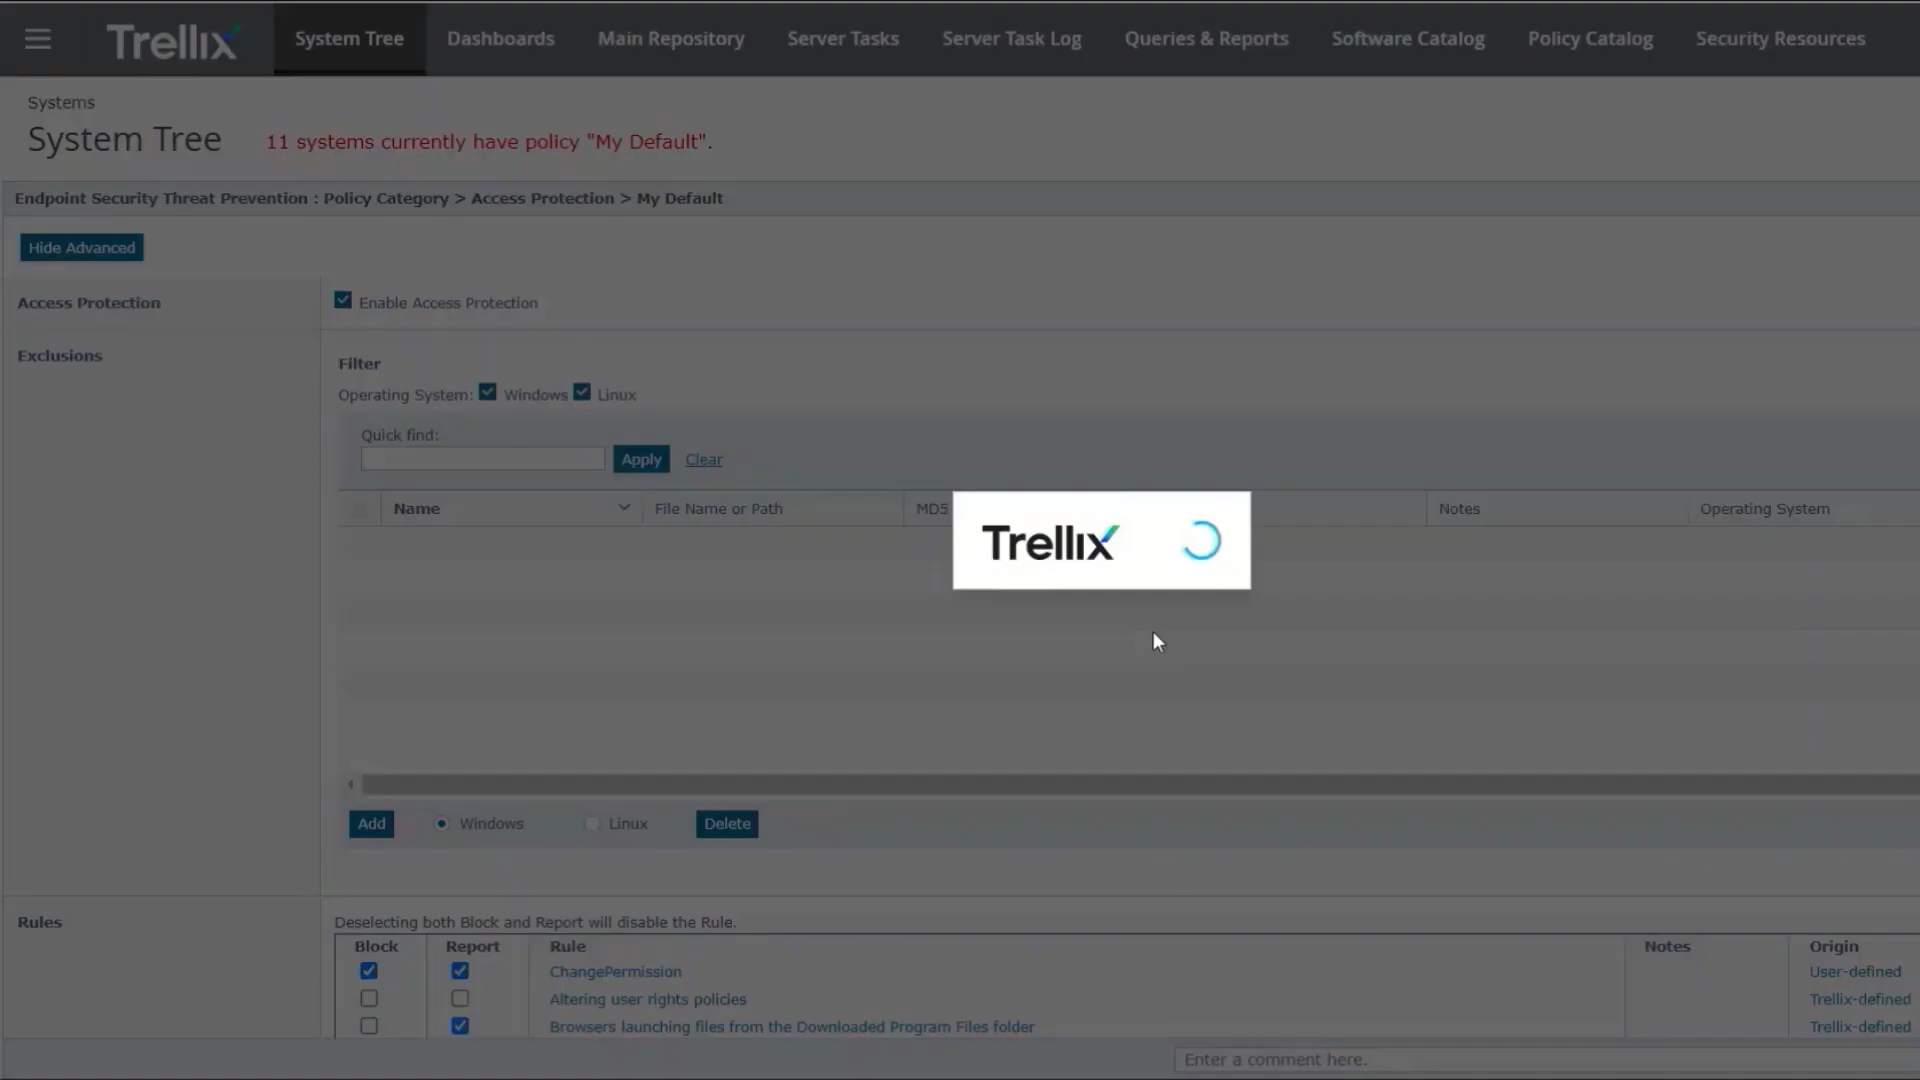 Trellix System Tree Dashboards Main Repository Server Tasks Server Task Log Queries & Reports Software Catalog Policy Catalog Security Resources
Systems
System Tree 11 systems currently have policy "My Default".
Endpoint Security Threat Prevention : Policy Category > Access Protection > My Default
Hide Advanced
Access Protection Enable Access Protection
Exclusions
Filter
Operating System: Windows Linux
Quick find:
Apply Clear
Name File Name or Path MD5 Notes Operating System
Trellix
Add Windows Linux Delete
Rules Deselecting both Block and Report will disable the Rule.
Block Report Rule Notes Origin
ChangePermission User-defined
Altering user rights policies Trellix-defined
Browsers launching files from the Downloaded Program Files folder Trellix-defined
Enter a comment here.